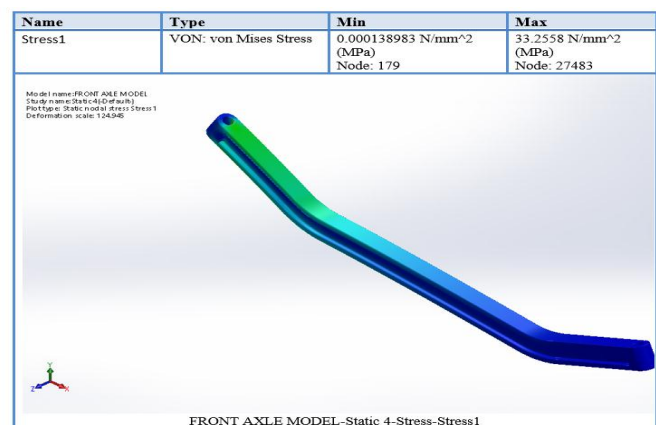 Name Type Min Max
Stress1 VON: von Mises Stress 0.000138983 N/mm^2 33.2558 N/mm^2
(MPa) (MPa)
Node: 179 Node: 27483
Model name:FRONT AXLE MODEL
Study name:Static 4(-Default-)
Plot type: Static nodal stress Stress1
Deformation scale: 124.945
Y
Z X
FRONT AXLE MODEL-Static 4-Stress-Stress1